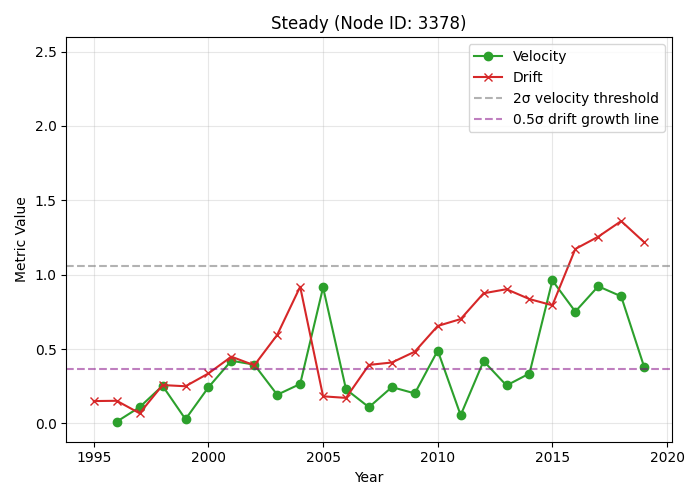 Steady (Node ID: 3378)
Velocity
Drift
2σ velocity threshold
0.5σ drift growth line
Metric Value
2.5
2.0
1.5
1.0
0.5
0.0
1995 2000 2005 2010 2015 2020
Year